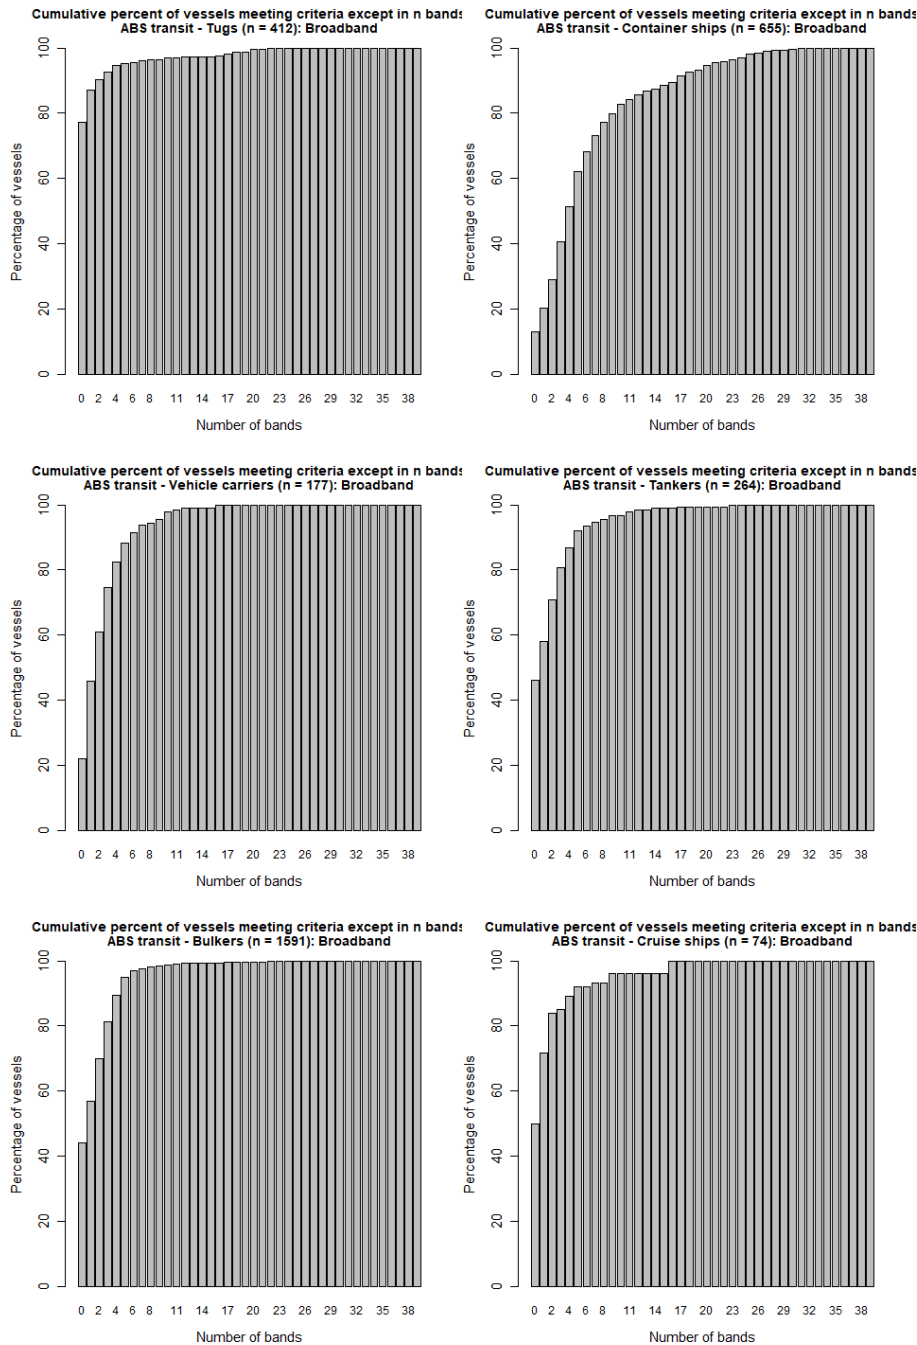 Cumulative percent of vessels meeting criteria except in n bands
ABS transit - Tugs (n = 412): Broadband
Percentage of vessels
100
80
60
40
20
0
0 2 4 6 8 11 14 17 20 23 26 29 32 35 38
Number of bands
Cumulative percent of vessels meeting criteria except in n bands
ABS transit - Container ships (n = 655): Broadband
Percentage of vessels
100
80
60
40
20
0
0 2 4 6 8 11 14 17 20 23 26 29 32 35 38
Number of bands
Cumulative percent of vessels meeting criteria except in n bands
ABS transit - Vehicle carriers (n = 177): Broadband
Percentage of vessels
100
80
60
40
20
0
0 2 4 6 8 11 14 17 20 23 26 29 32 35 38
Number of bands
Cumulative percent of vessels meeting criteria except in n bands
ABS transit - Tankers (n = 264): Broadband
Percentage of vessels
100
80
60
40
20
0
0 2 4 6 8 11 14 17 20 23 26 29 32 35 38
Number of bands
Cumulative percent of vessels meeting criteria except in n bands
ABS transit - Bulkers (n = 1591): Broadband
Percentage of vessels
100
80
60
40
20
0
0 2 4 6 8 11 14 17 20 23 26 29 32 35 38
Number of bands
Cumulative percent of vessels meeting criteria except in n bands
ABS transit - Cruise ships (n = 74): Broadband
Percentage of vessels
100
80
60
40
20
0
0 2 4 6 8 11 14 17 20 23 26 29 32 35 38
Number of bands